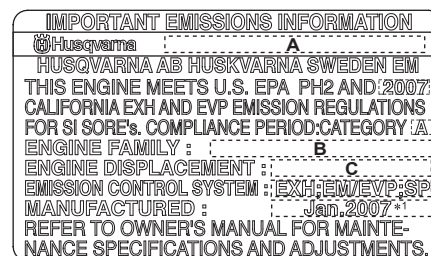 IMPORTANT EMISSIONS INFORMATION
Husqvarna A
HUSQVARNA AB HUSKVARNA SWEDEN EM
THIS ENGINE MEETS U.S. EPA PH2 AND 2007
CALIFORNIA EXH AND EVP EMISSION REGULATIONS
FOR SI SORE's. COMPLIANCE PERIOD:CATEGORY A
ENGINE FAMILY : B
ENGINE DISPLACEMENT : C
EMISSION CONTROL SYSTEM : EXH;EM/EVP;SP
MANUFACTURED : Jan,2007 *1
REFER TO OWNER'S MANUAL FOR MAINTE-
NANCE SPECIFICATIONS AND ADJUSTMENTS.